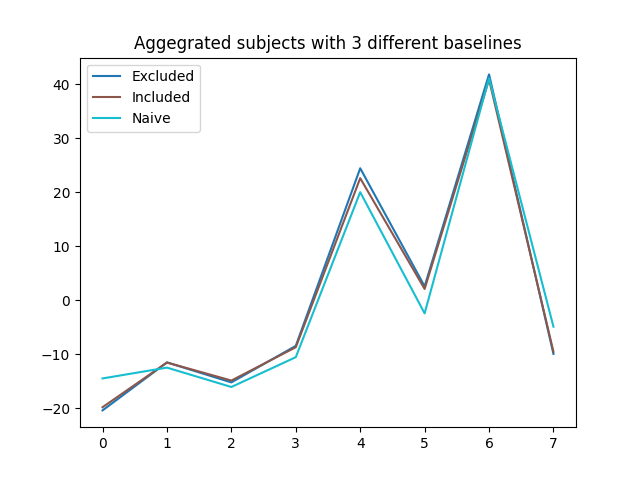 Aggegrated subjects with 3 different baselines
Excluded
Included
Naive
40
30
20
10
0
−10
−20
0 1 2 3 4 5 6 7